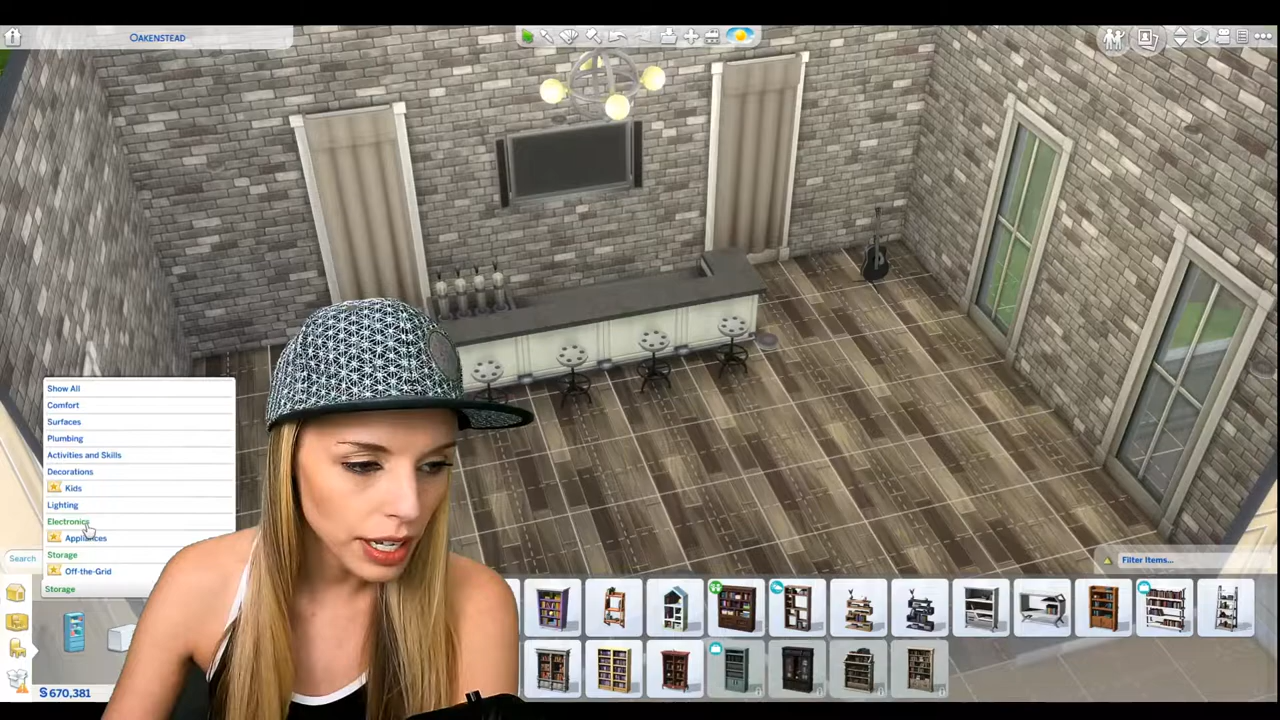 OAKENSTEAD
Show All
Comfort
Surfaces
Plumbing
Activities and Skills
Decorations
Kids
Lighting
Electronics
Appliances
Storage
Off-the-Grid
Storage
Search
Filter Items...
§670,381